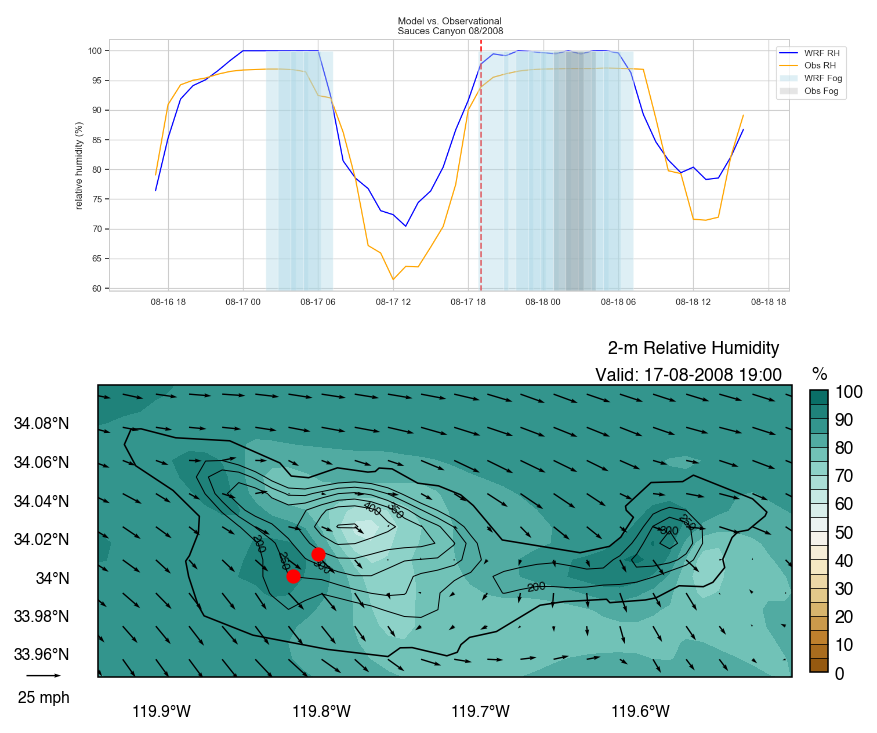 Model vs. Observational
Sauces Canyon 08/2008
100
95
90
85
80
75
70
65
60
relative humidity (%)
08-16 18
08-17 00
08-17 06
08-17 12
08-17 18
08-18 00
08-18 06
08-18 12
08-18 18
WRF RH
Obs RH
WRF Fog
Obs Fog
2-m Relative Humidity
Valid: 17-08-2008 19:00
%
34.08°N
34.06°N
34.04°N
34.02°N
34°N
33.98°N
33.96°N
25 mph
119.9°W
119.8°W
119.7°W
119.6°W
400
200
250
300
200
250
100
90
80
70
60
50
40
30
20
10
0